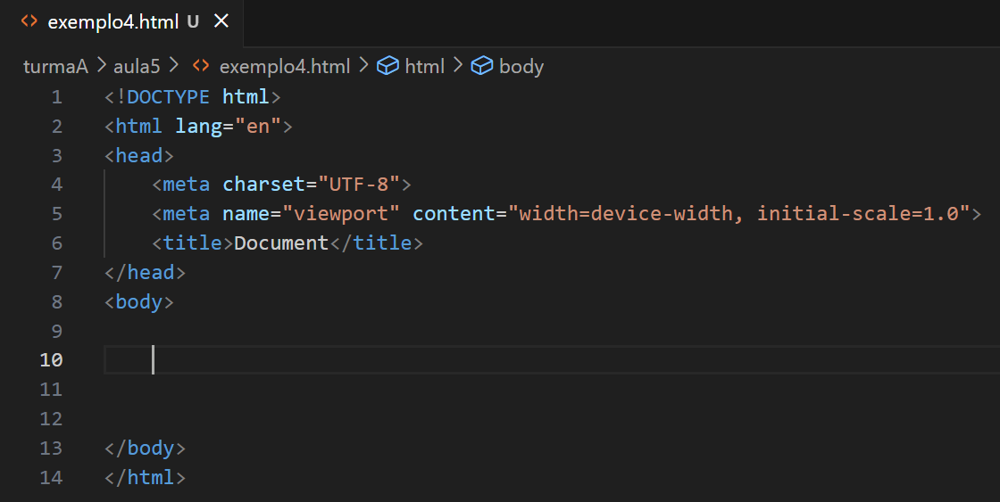 exemplo4.html U
turmaA > aula5 > exemplo4.html > html > body
1 <!DOCTYPE html>
2 <html lang="en">
3 <head>
4     <meta charset="UTF-8">
5     <meta name="viewport" content="width=device-width, initial-scale=1.0">
6     <title>Document</title>
7 </head>
8 <body>
9
10
11
12
13 </body>
14 </html>